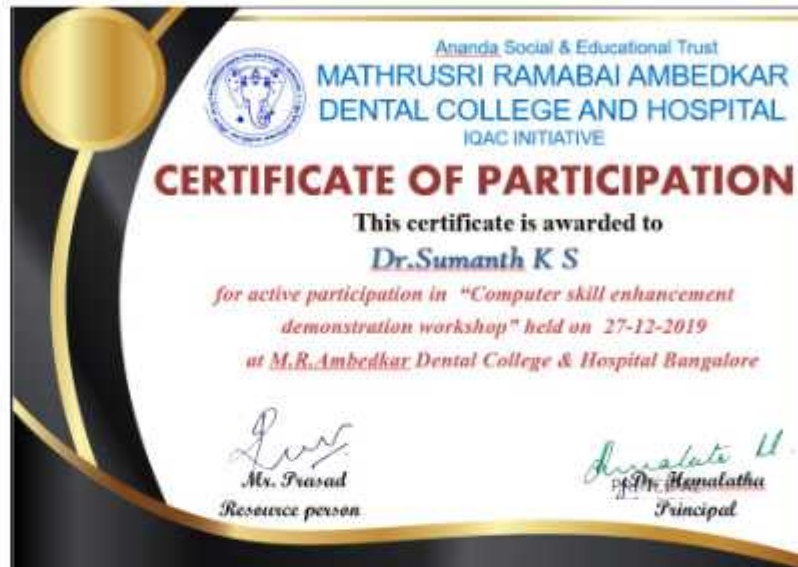 Ananda Social & Educational Trust
MATHRUSRI RAMABAI AMBEDKAR
DENTAL COLLEGE AND HOSPITAL
IQAC INITIATIVE
CERTIFICATE OF PARTICIPATION
This certificate is awarded to
Dr.Sumanth K S
for active participation in "Computer skill enhancement
demonstration workshop" held on 27-12-2019
at M.R.Ambedkar Dental College & Hospital Bangalore
Mr. Prasad
Resource person
Dr. Hemalatha
Principal